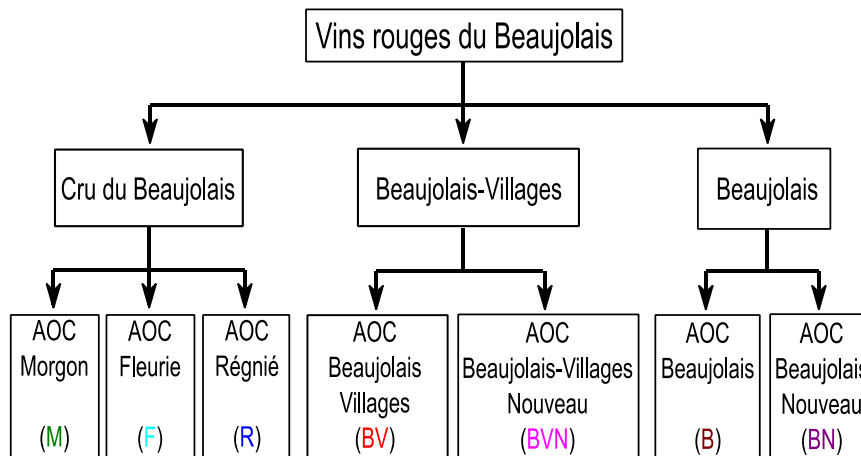 Vins rouges du Beaujolais
Cru du Beaujolais
Beaujolais-Villages
Beaujolais
AOC
Morgon
(M)
AOC
Fleurie
(F)
AOC
Régnié
(R)
AOC
Beaujolais
Villages
(BV)
AOC
Beaujolais-Villages
Nouveau
(BVN)
AOC
Beaujolais
(B)
AOC
Beaujolais
Nouveau
(BN)